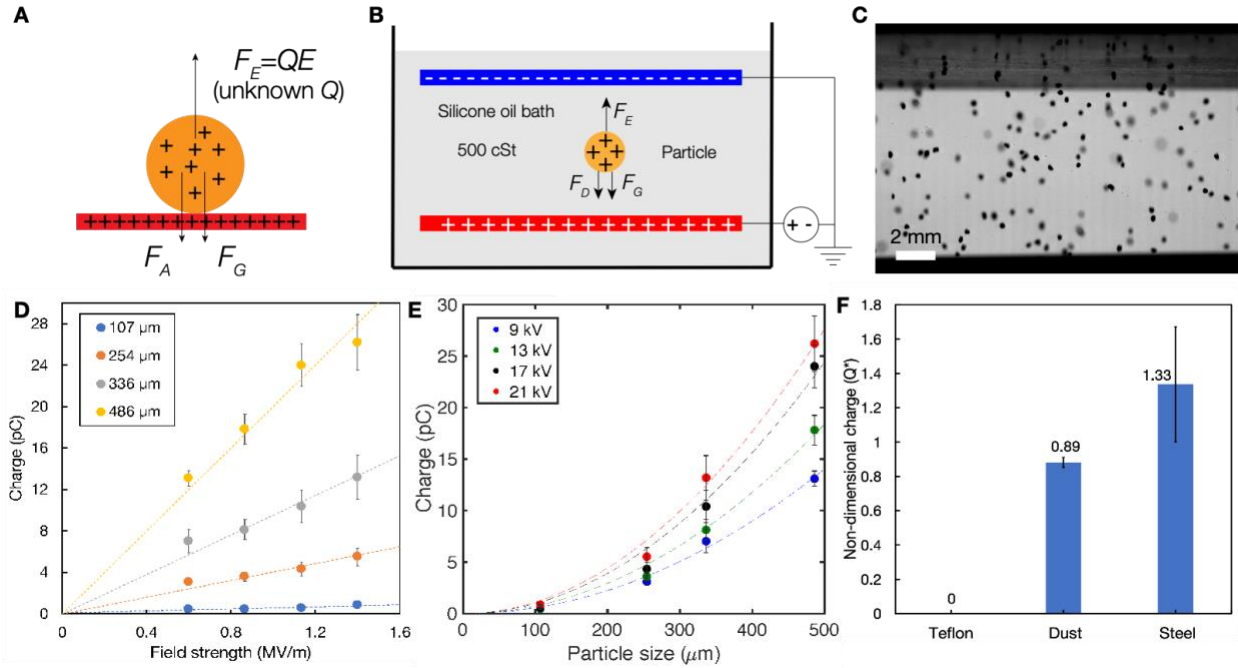 A
F_E=QE
(unknown Q)
+ + + + + + + +
+ + + + + + + + + + + + + + +
F_A F_G
B
- - - - - - - - - - - - - - - - - -
Silicone oil bath
F_E
500 cSt
+ + + +
Particle
F_D F_G
+ + + + + + + + + + + + + + +
+ -
C
2 mm
D
28
24
20
16
12
8
4
0
Charge (pC)
107 µm
254 µm
336 µm
486 µm
0 0.4 0.8 1.2 1.6
Field strength (MV/m)
E
30
25
20
15
10
5
0
Charge (pC)
9 kV
13 kV
17 kV
21 kV
0 100 200 300 400 500
Particle size (µm)
F
1.8
1.6
1.4
1.2
1
0.8
0.6
0.4
0.2
0
Non-dimensional charge (Q*)
0
0.89
1.33
Teflon Dust Steel